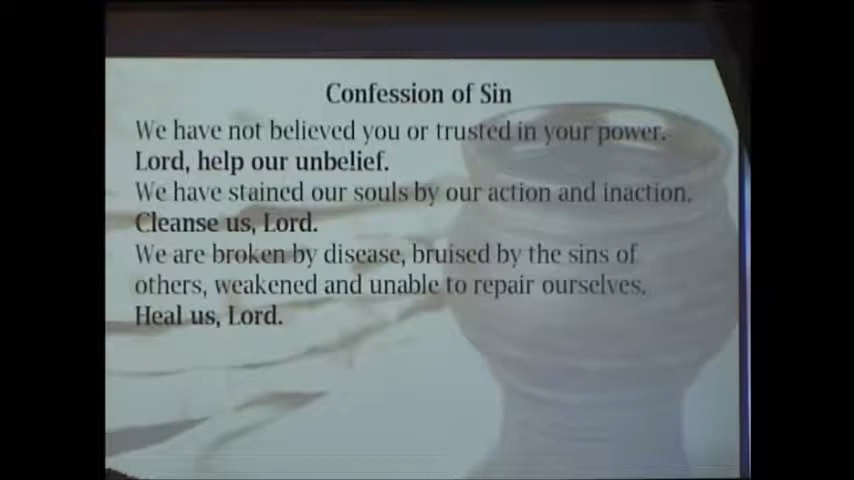 Confession of Sin
We have not believed you or trusted in your power.
Lord, help our unbelief.
We have stained our souls by our action and inaction.
Cleanse us, Lord.
We are broken by disease, bruised by the sins of
others, weakened and unable to repair ourselves.
Heal us, Lord.